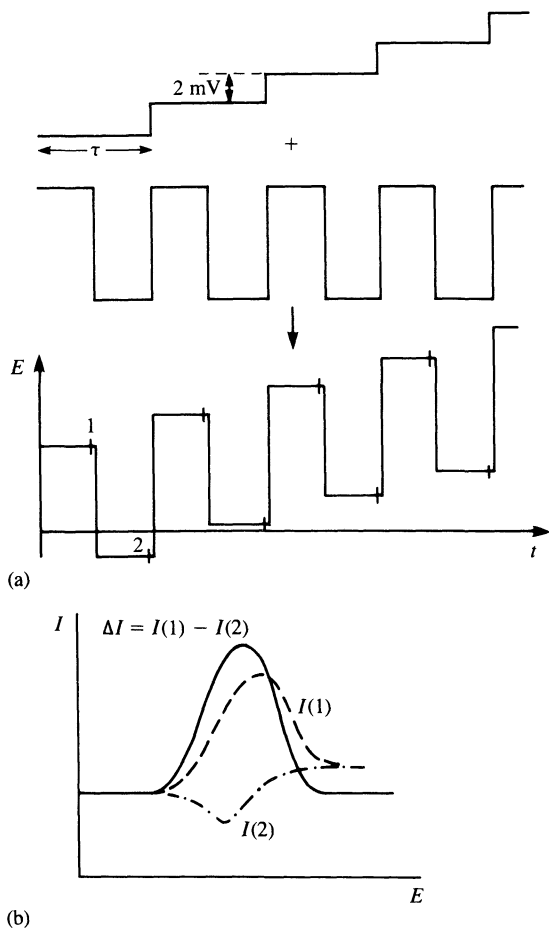 2 mV
τ
+
E
1
2
t
(a)
I
ΔI = I(1) − I(2)
I(1)
I(2)
E
(b)